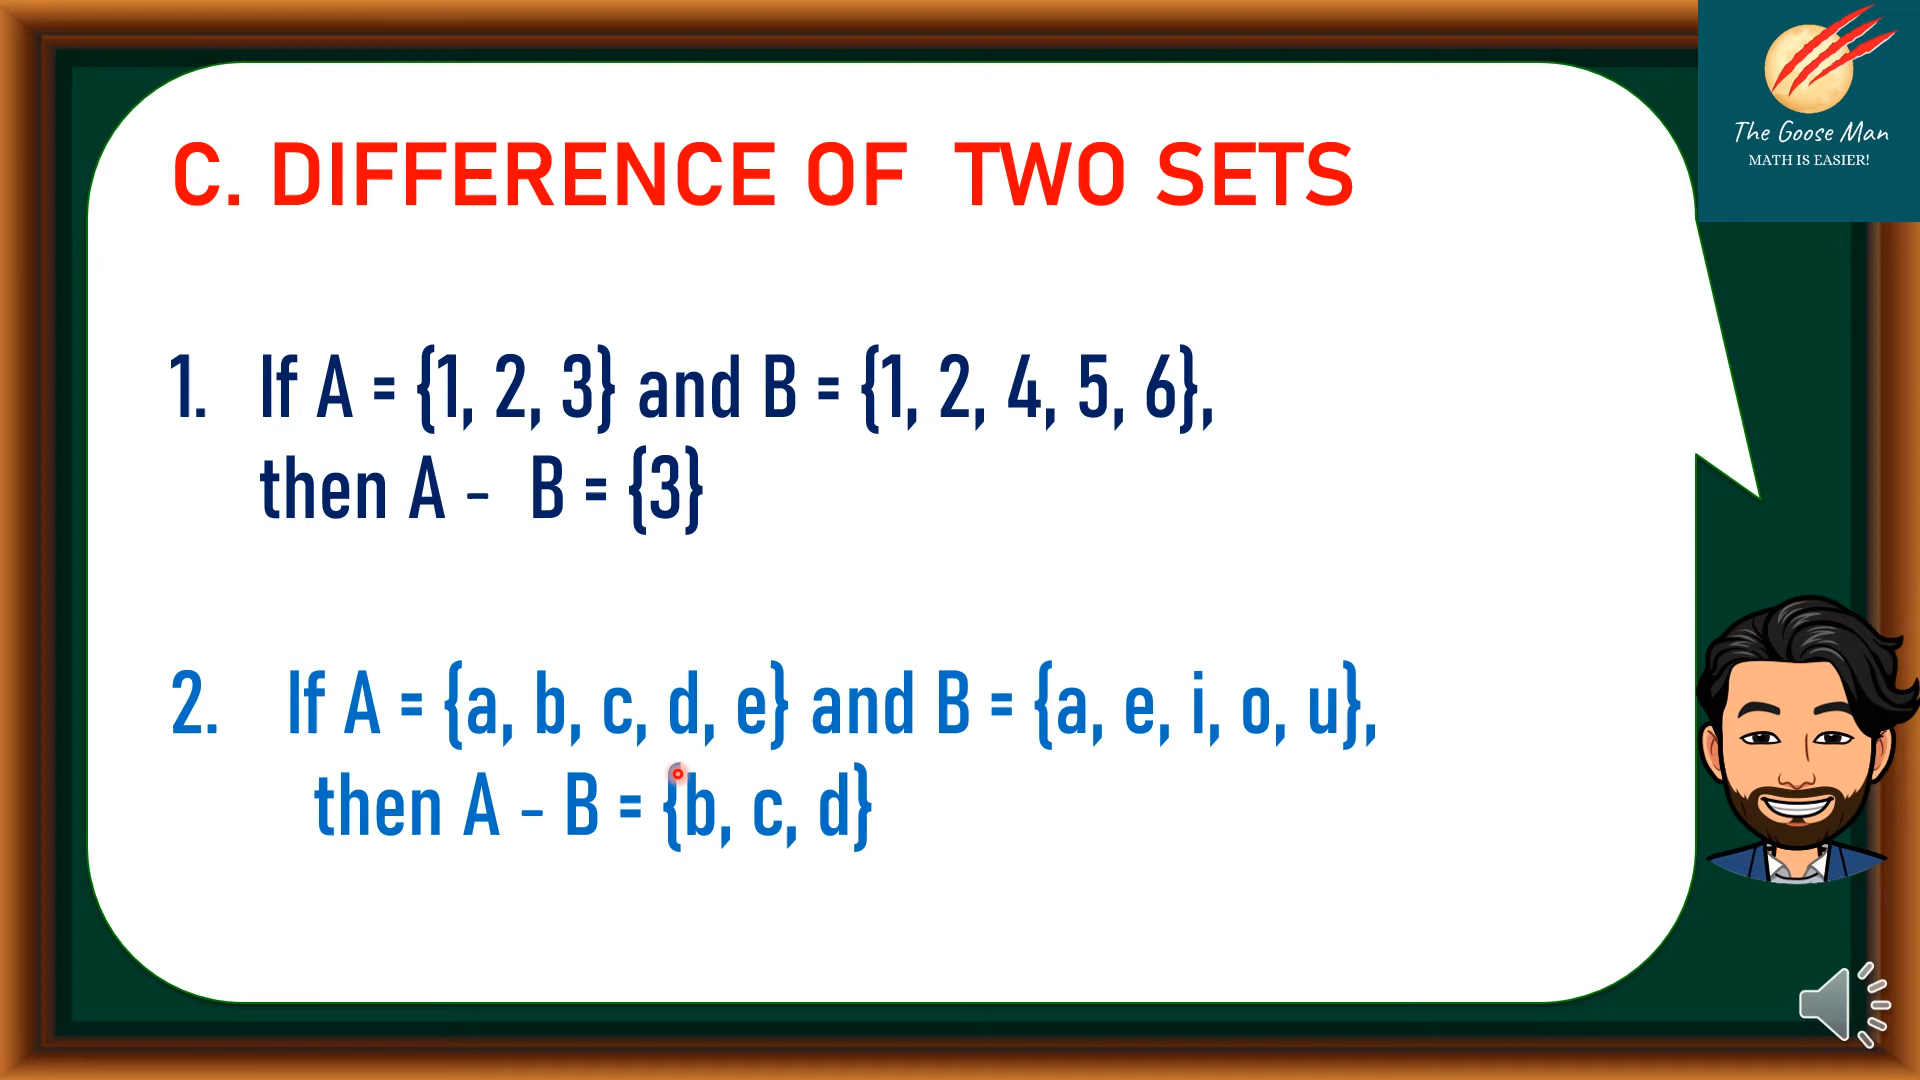 The Goose Man
MATH IS EASIER!
C. DIFFERENCE OF TWO SETS
1. If A = {1, 2, 3} and B = {1, 2, 4, 5, 6},
then A - B = {3}
2. If A = {a, b, c, d, e} and B = {a, e, i, o, u},
then A - B = {b, c, d}